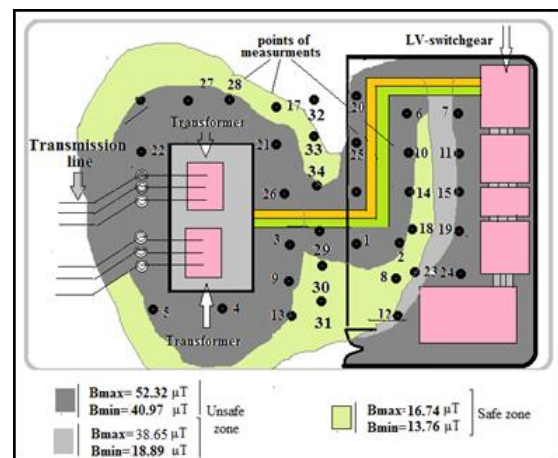 points of
measurments
LV-switchgear
27
28
17
32
20
6
7
Transformer
Transmission
line
22
21
33
25
10
11
34
26
14
15
3
29
1
2
18
19
9
30
8
23
24
5
4
13
31
12
Transformer
Bmax= 52.32 µT
Bmin= 40.97 µT
Unsafe
zone
Bmax=38.65 µT
Bmin= 18.89 µT
Bmax=16.74 µT
Bmin= 13.76 µT
Safe zone